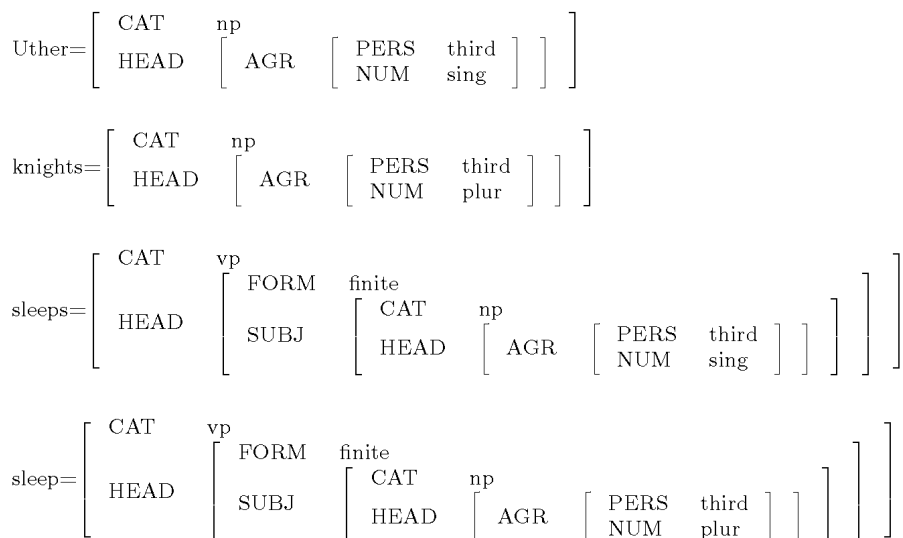 CAT np
Uther=
HEAD AGR PERS third
NUM sing
CAT np
knights=
HEAD AGR PERS third
NUM plur
CAT vp
FORM finite
sleeps=
HEAD SUBJ CAT np
HEAD AGR PERS third
NUM sing
CAT vp
FORM finite
sleep=
HEAD SUBJ CAT np
HEAD AGR PERS third
NUM plur